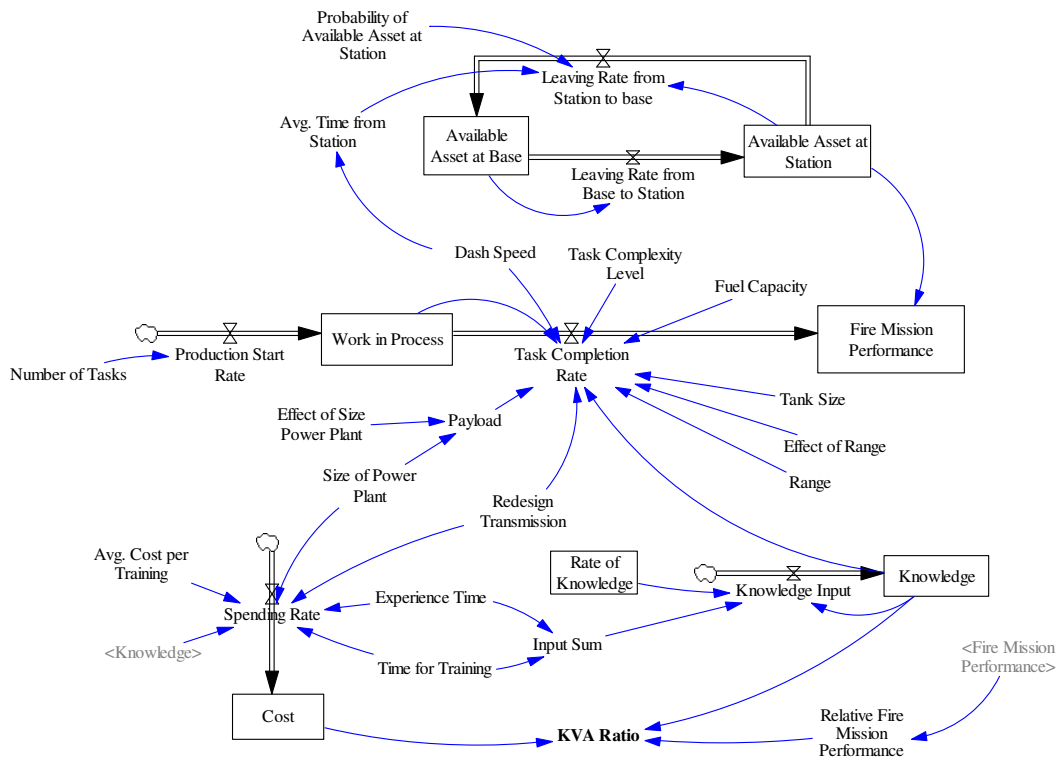 Probability of
Available Asset at
Station
Leaving Rate from
Station to base
Avg. Time from
Station
Available
Asset at Base
Available Asset at
Station
Leaving Rate from
Base to Station
Dash Speed
Task Complexity
Level
Fuel Capacity
Work in Process
Fire Mission
Performance
Production Start
Rate
Task Completion
Rate
Number of Tasks
Tank Size
Effect of Size
Power Plant
Payload
Effect of Range
Size of Power
Plant
Range
Redesign
Transmission
Avg. Cost per
Training
Rate of
Knowledge
Knowledge
Knowledge Input
Experience Time
Spending Rate
Input Sum
<Knowledge>
Time for Training
<Fire Mission
Performance>
Cost
KVA Ratio
Relative Fire
Mission
Performance